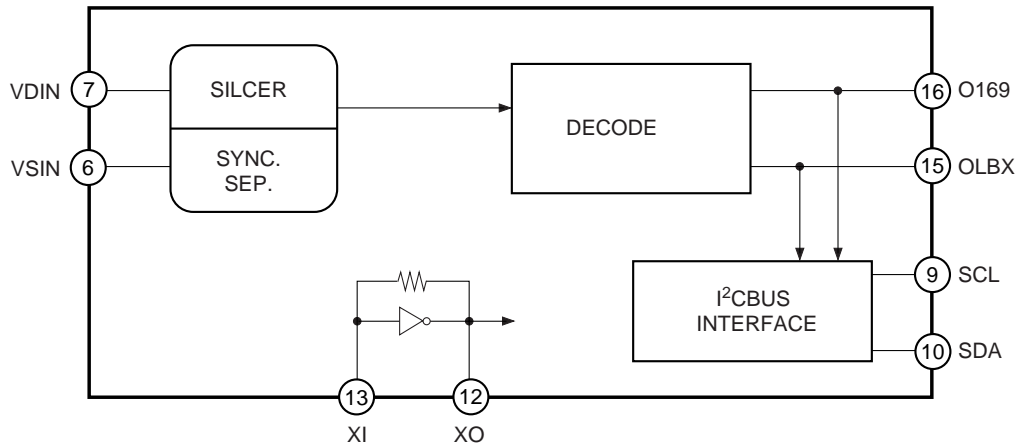 VDIN
7
SILCER
VSIN
6
SYNC.
SEP.
DECODE
16
O169
15
OLBX
I²CBUS
INTERFACE
9
SCL
10
SDA
13
XI
12
XO